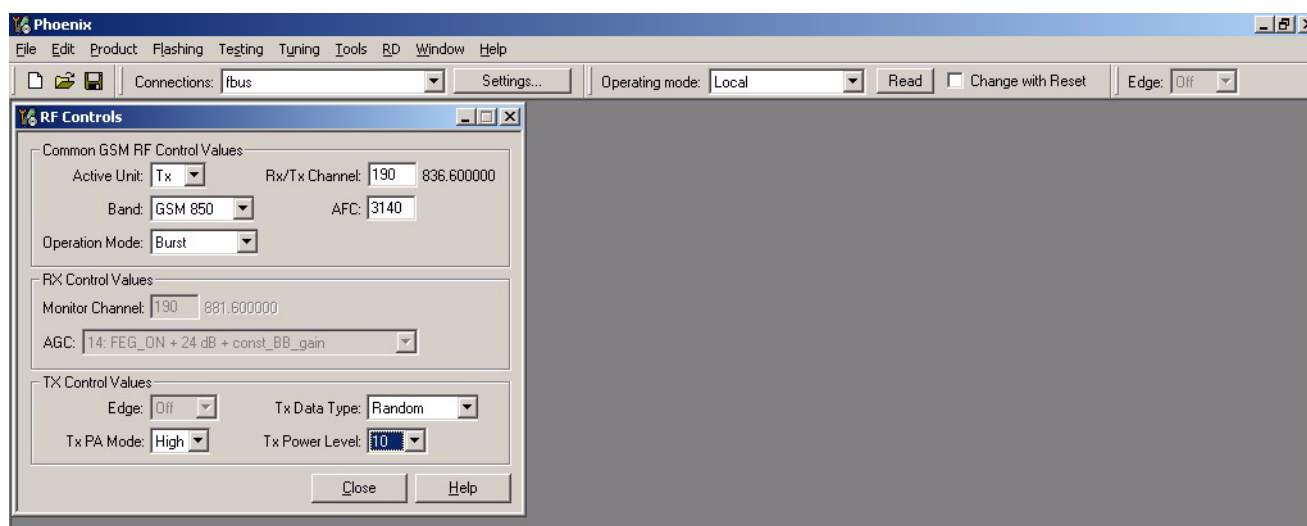 Phoenix
File Edit Product Flashing Testing Tuning Tools RD Window Help
Connections: fbus Settings... Operating mode: Local Read Change with Reset Edge: Off
RF Controls
Common GSM RF Control Values
Active Unit: Tx Rx/Tx Channel: 190 836.600000
Band: GSM 850 AFC: 3140
Operation Mode: Burst
RX Control Values
Monitor Channel: 190 881.600000
AGC: 14: FEG_ON + 24 dB + const_BB_gain
TX Control Values
Edge: Off Tx Data Type: Random
Tx PA Mode: High Tx Power Level: 10
Close Help